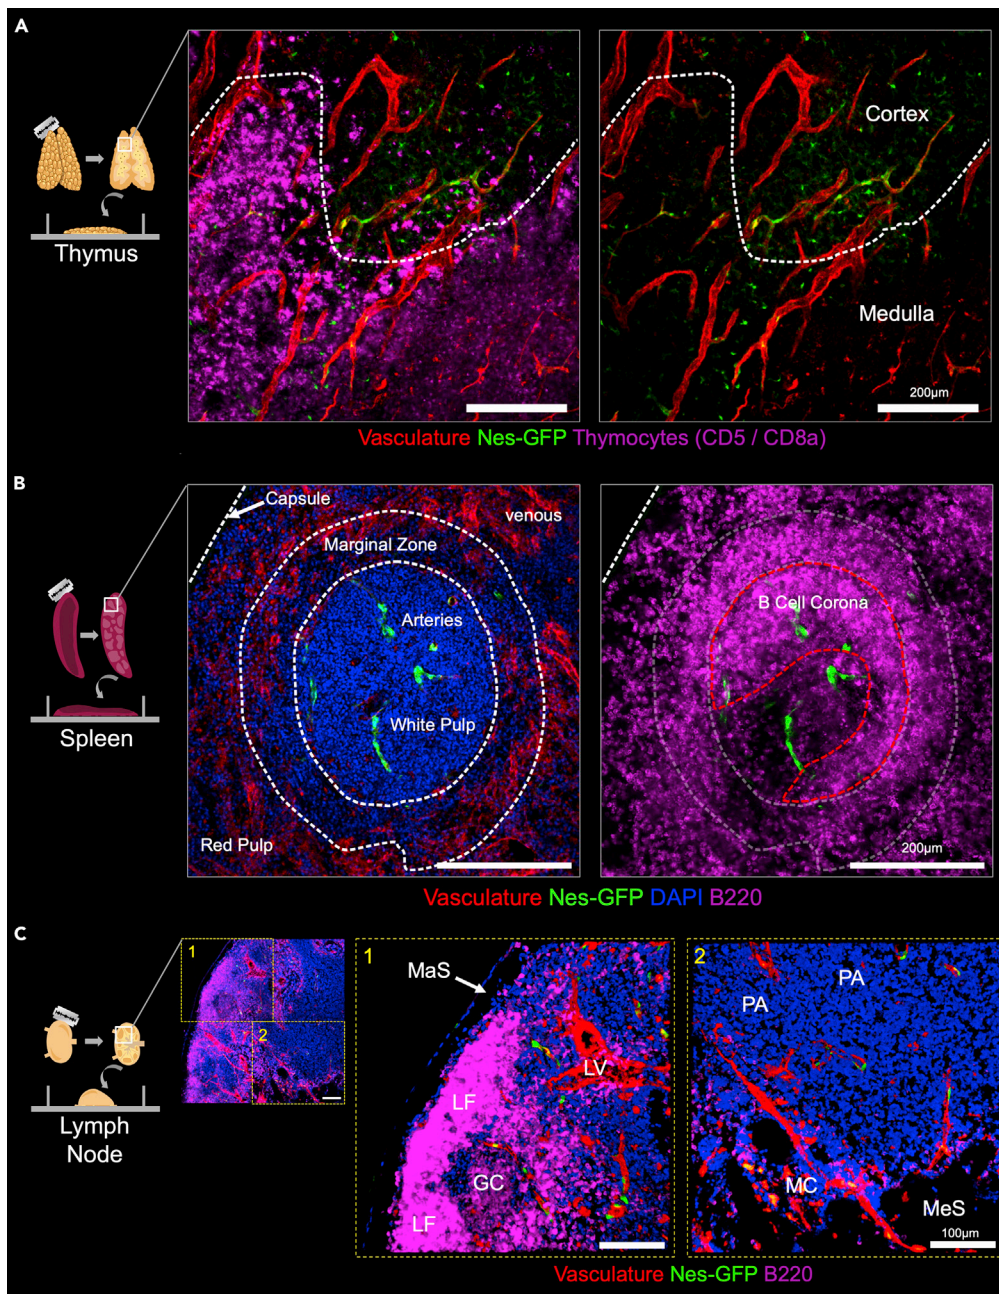 A
Thymus
Cortex
Medulla
200µm
Vasculature Nes-GFP Thymocytes (CD5 / CD8a)
B
Spleen
Capsule
venous
Marginal Zone
Arteries
White Pulp
Red Pulp
B Cell Corona
200µm
Vasculature Nes-GFP DAPI B220
C
Lymph
Node
1
2
1
MaS
LV
LF
GC
LF
2
PA
PA
MC
MeS
100µm
Vasculature Nes-GFP B220